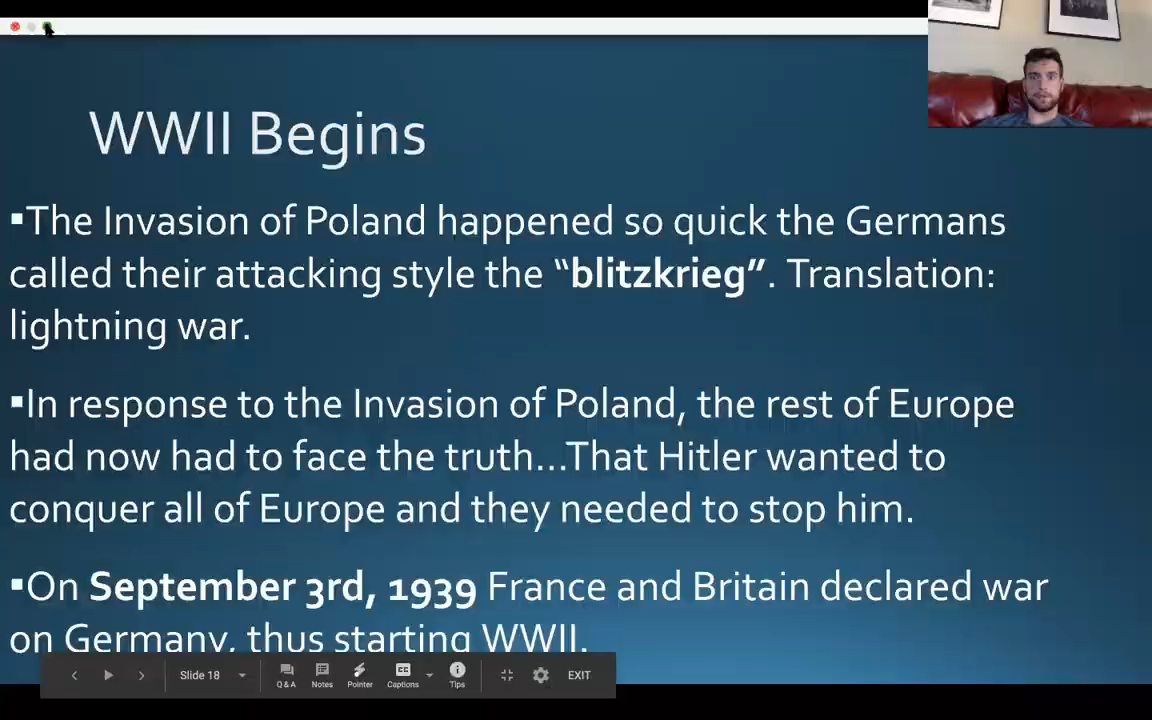 WWII Begins
▪The Invasion of Poland happened so quick the Germans
called their attacking style the “blitzkrieg”. Translation:
lightning war.
▪In response to the Invasion of Poland, the rest of Europe
had now had to face the truth...That Hitler wanted to
conquer all of Europe and they needed to stop him.
▪On September 3rd, 1939 France and Britain declared war
on Germany, thus starting WWII.
Slide 18
Q & A
Notes
Pointer
CC
Captions
Tips
EXIT